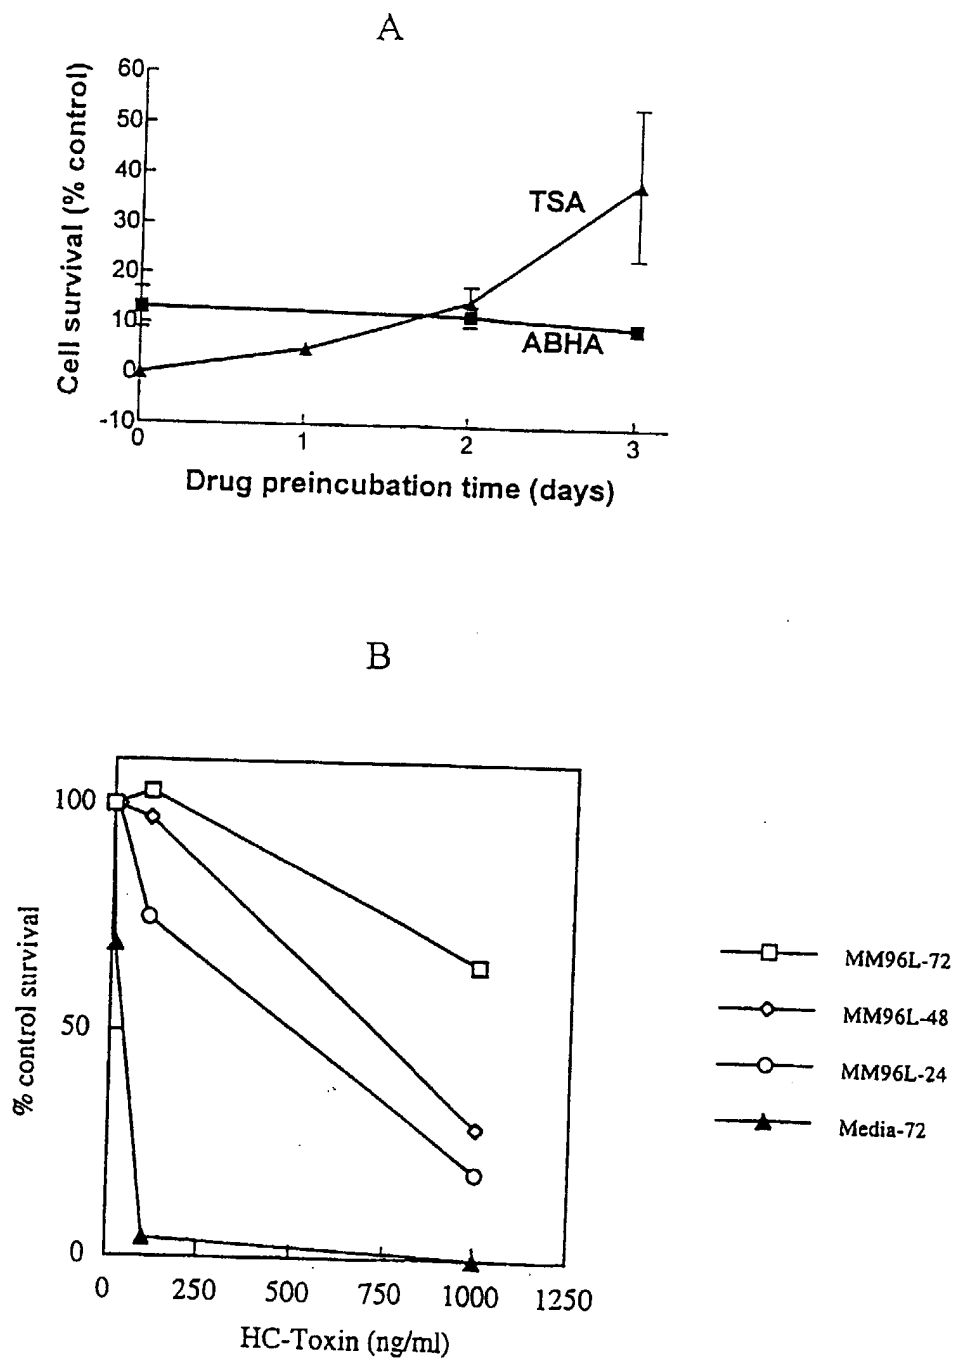 A
60
50
40
30
20
10
0
-10
Cell survival (% control)
TSA
ABHA
0 1 2 3
Drug preincubation time (days)
B
100
50
0
% control survival
0 250 500 750 1000 1250
HC-Toxin (ng/ml)
MM96L-72
MM96L-48
MM96L-24
Media-72